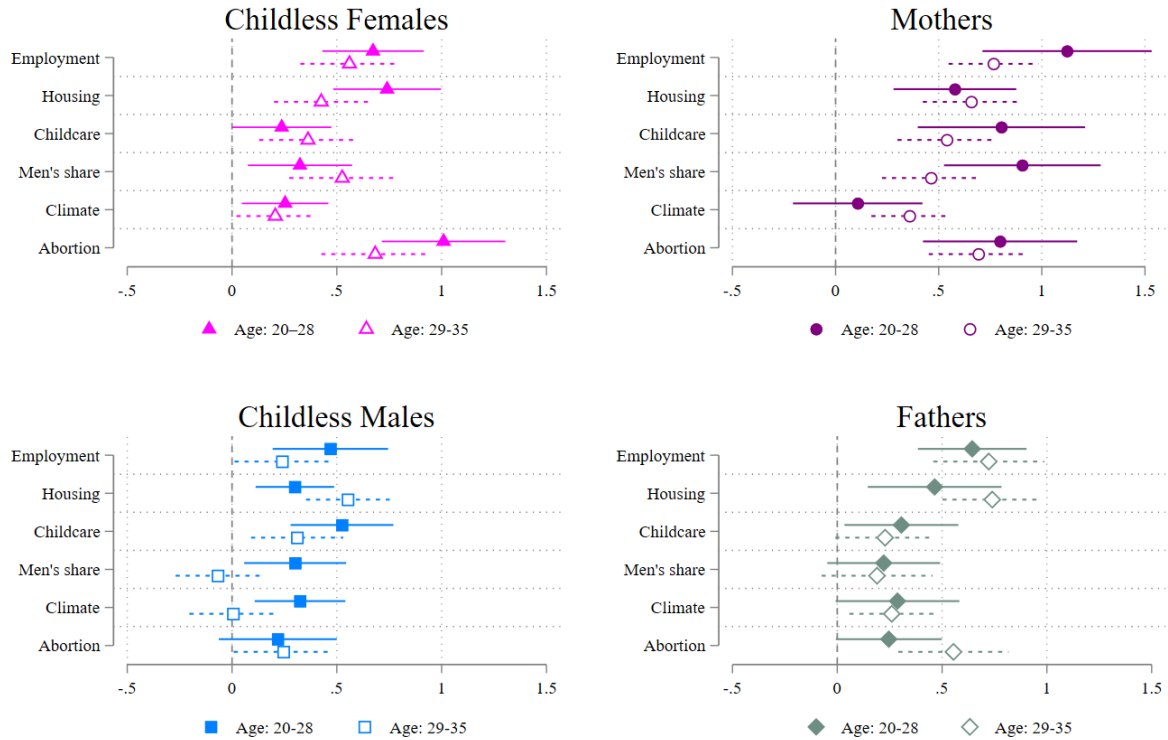 Childless Females
Employment
Housing
Childcare
Men's share
Climate
Abortion
-.5 0 .5 1 1.5
Age: 20–28 Age: 29-35
Mothers
Employment
Housing
Childcare
Men's share
Climate
Abortion
-.5 0 .5 1 1.5
Age: 20-28 Age: 29-35
Childless Males
Employment
Housing
Childcare
Men's share
Climate
Abortion
-.5 0 .5 1 1.5
Age: 20-28 Age: 29-35
Fathers
Employment
Housing
Childcare
Men's share
Climate
Abortion
-.5 0 .5 1 1.5
Age: 20-28 Age: 29-35